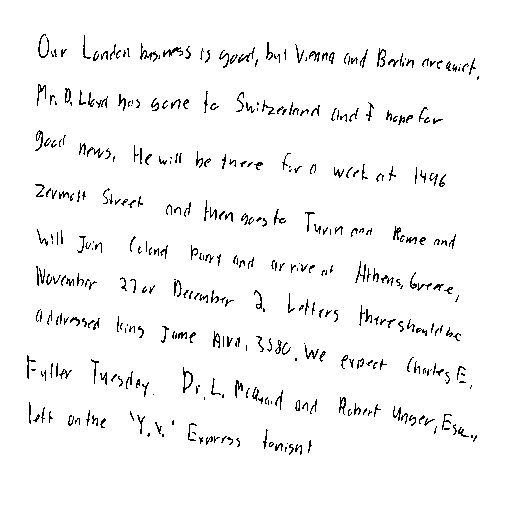 Our London business is good, but Vienna and Berlin are quiet.
Mr. D. Lloyd has gone to Switzerland and I hope for
good news. He will be there for a week at 1496
Zermott Street and then goes to Turin and Rome and
will join Colond Parry and arrive at Athens, Greece,
November 27 or December 2. Letters there should be
addressed King Jame Blvd. 3580. We expect Charles E.
Fuller Tuesday. Dr. L. McQuaid and Robert Unger, Esq.,
left on the 'Y.X.' Express tonight